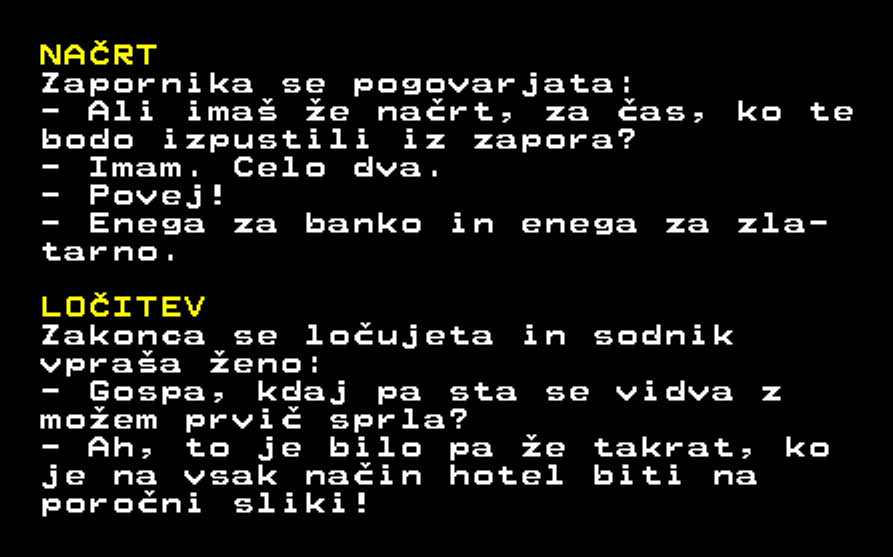 NAČRT
Zapornika se pogovarjata:
- Ali imaš že načrt, za čas, ko te
bodo izpustili iz zapora?
- Imam. Celo dva.
- Povej!
- Enega za banko in enega za zla-
tarno.
LOČITEV
Zakonca se ločujeta in sodnik
vpraša ženo:
- Gospa, kdaj pa sta se vidva z
možem prvič sprla?
- Ah, to je bilo pa že takrat, ko
je na vsak način hotel biti na
poročni sliki!